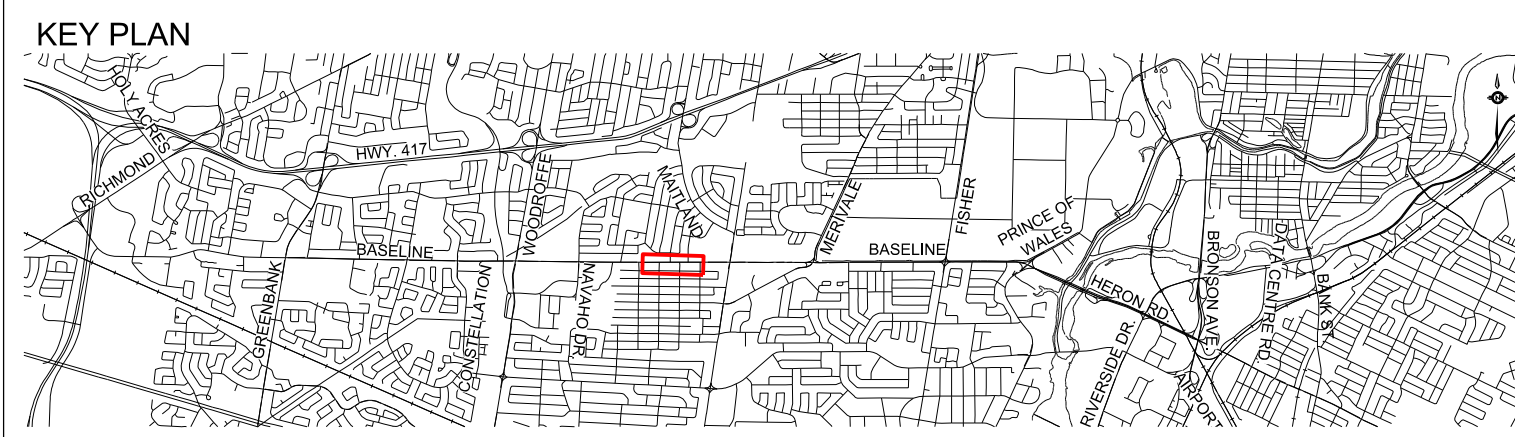 KEY PLAN
HOLY ACRES
RICHMOND
HWY. 417
GREENBANK
BASELINE
CONSTELLATION
WOODROFFE
NAVAHO DR.
MAITLAND
MERIVALE
BASELINE
FISHER
PRINCE OF
WALES
HERON RD.
RIVERSIDE DR.
AIRPORT
BRONSON AVE.
DATA CENTRE RD.
BANK ST.
N